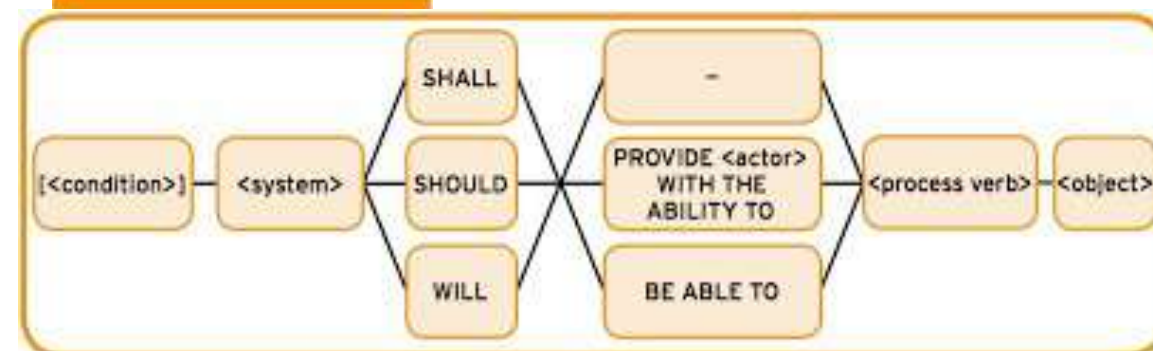 [<condition>]
<system>
SHALL
SHOULD
WILL
–
PROVIDE <actor>
WITH THE
ABILITY TO
BE ABLE TO
<process verb>
<object>